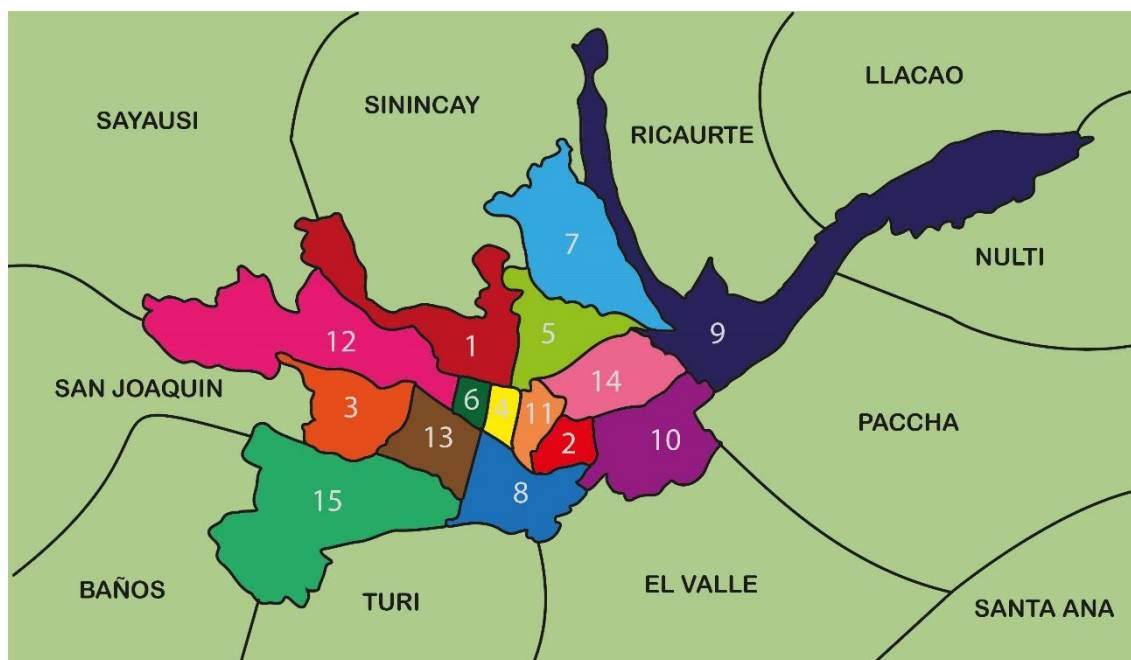 LLACAO
SININCAY
SAYAUSI
RICAURTE
7
NULTI
9
1
5
12
14
SAN JOAQUIN
6
4
11
3
PACCHA
13
2
10
8
15
BAÑOS
TURI
EL VALLE
SANTA ANA